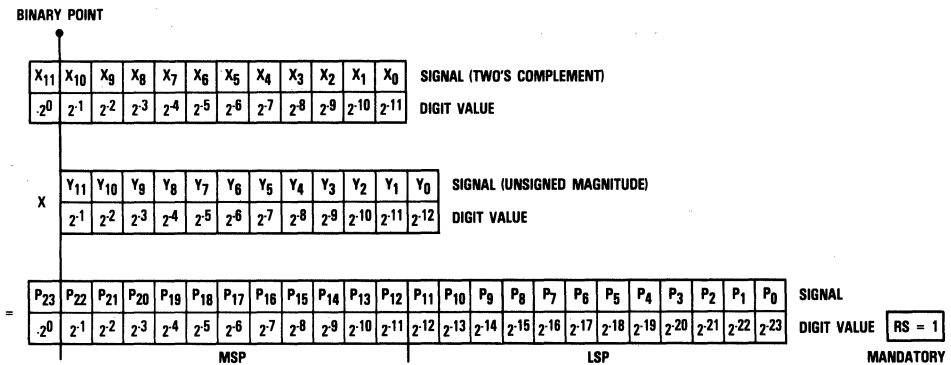 BINARY POINT
X11 X10 X9 X8 X7 X6 X5 X4 X3 X2 X1 X0 SIGNAL (TWO'S COMPLEMENT)
-2^0 2^-1 2^-2 2^-3 2^-4 2^-5 2^-6 2^-7 2^-8 2^-9 2^-10 2^-11 DIGIT VALUE
X
Y11 Y10 Y9 Y8 Y7 Y6 Y5 Y4 Y3 Y2 Y1 Y0 SIGNAL (UNSIGNED MAGNITUDE)
2^-1 2^-2 2^-3 2^-4 2^-5 2^-6 2^-7 2^-8 2^-9 2^-10 2^-11 2^-12 DIGIT VALUE
=
P23 P22 P21 P20 P19 P18 P17 P16 P15 P14 P13 P12 P11 P10 P9 P8 P7 P6 P5 P4 P3 P2 P1 P0 SIGNAL
-2^0 2^-1 2^-2 2^-3 2^-4 2^-5 2^-6 2^-7 2^-8 2^-9 2^-10 2^-11 2^-12 2^-13 2^-14 2^-15 2^-16 2^-17 2^-18 2^-19 2^-20 2^-21 2^-22 2^-23 DIGIT VALUE RS = 1
MSP LSP MANDATORY